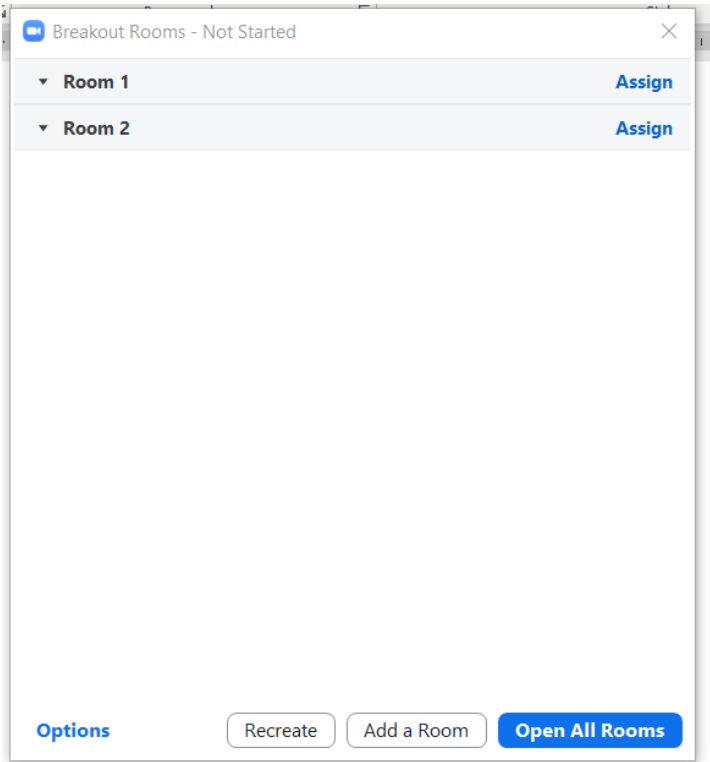 Breakout Rooms - Not Started
Room 1 Assign
Room 2 Assign
Options Recreate Add a Room Open All Rooms